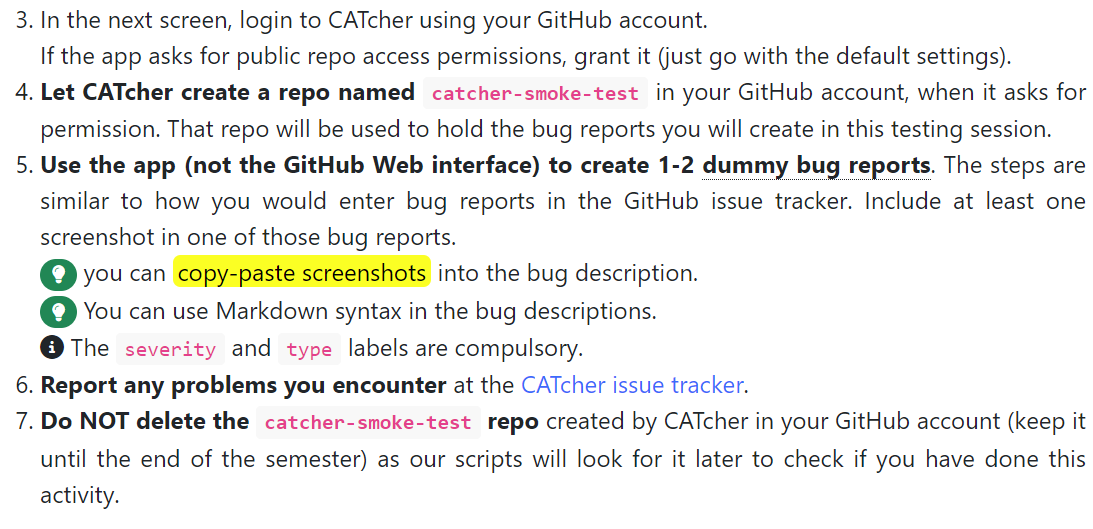 3. In the next screen, login to CATcher using your GitHub account.
If the app asks for public repo access permissions, grant it (just go with the default settings).
4. Let CATcher create a repo named catcher-smoke-test in your GitHub account, when it asks for
permission. That repo will be used to hold the bug reports you will create in this testing session.
5. Use the app (not the GitHub Web interface) to create 1-2 dummy bug reports. The steps are
similar to how you would enter bug reports in the GitHub issue tracker. Include at least one
screenshot in one of those bug reports.
you can copy-paste screenshots into the bug description.
You can use Markdown syntax in the bug descriptions.
The severity and type labels are compulsory.
6. Report any problems you encounter at the CATcher issue tracker.
7. Do NOT delete the catcher-smoke-test repo created by CATcher in your GitHub account (keep it
until the end of the semester) as our scripts will look for it later to check if you have done this
activity.